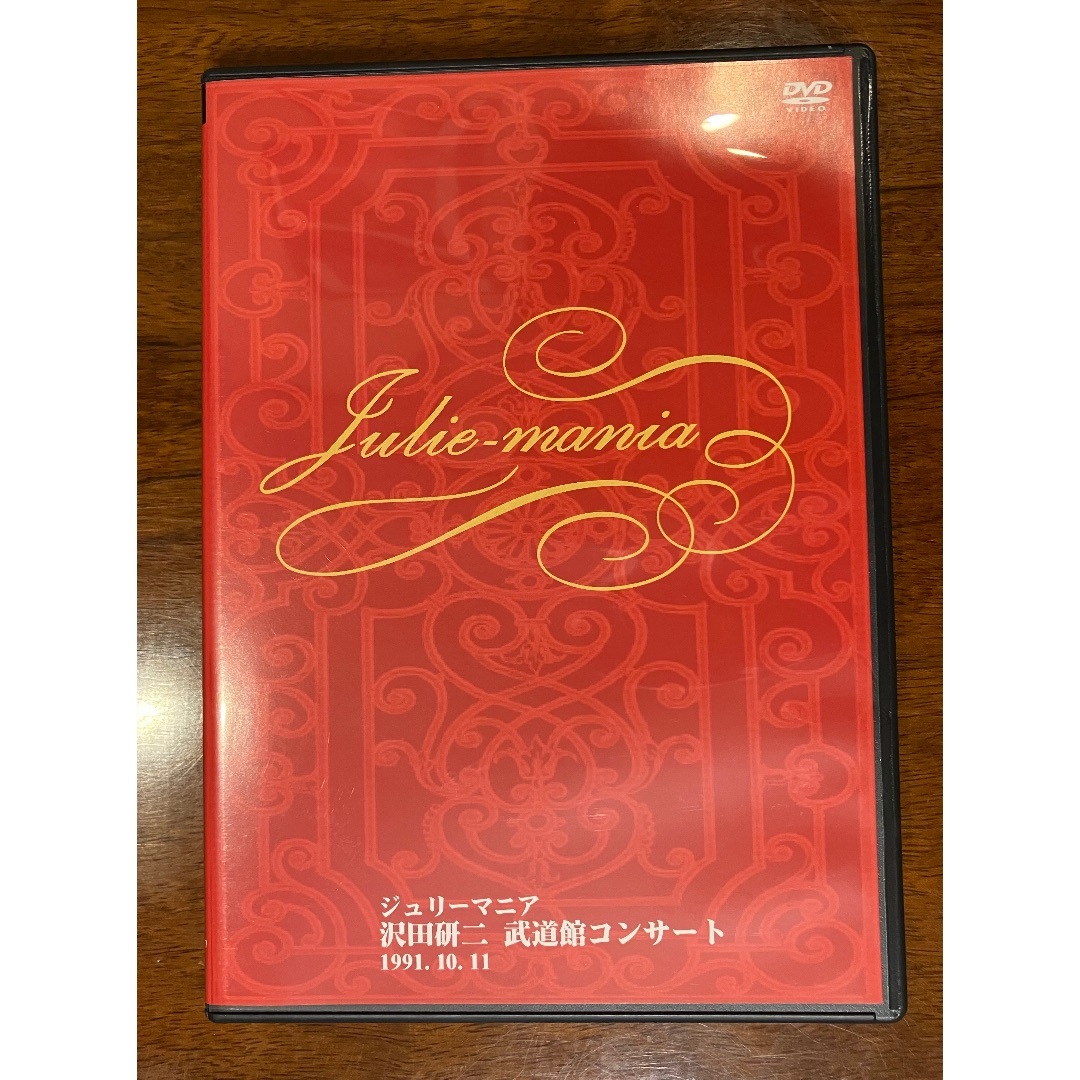 DVD
VIDEO
Julie-mania
ジュリーマニア
沢田研二 武道館コンサート
1991. 10. 11